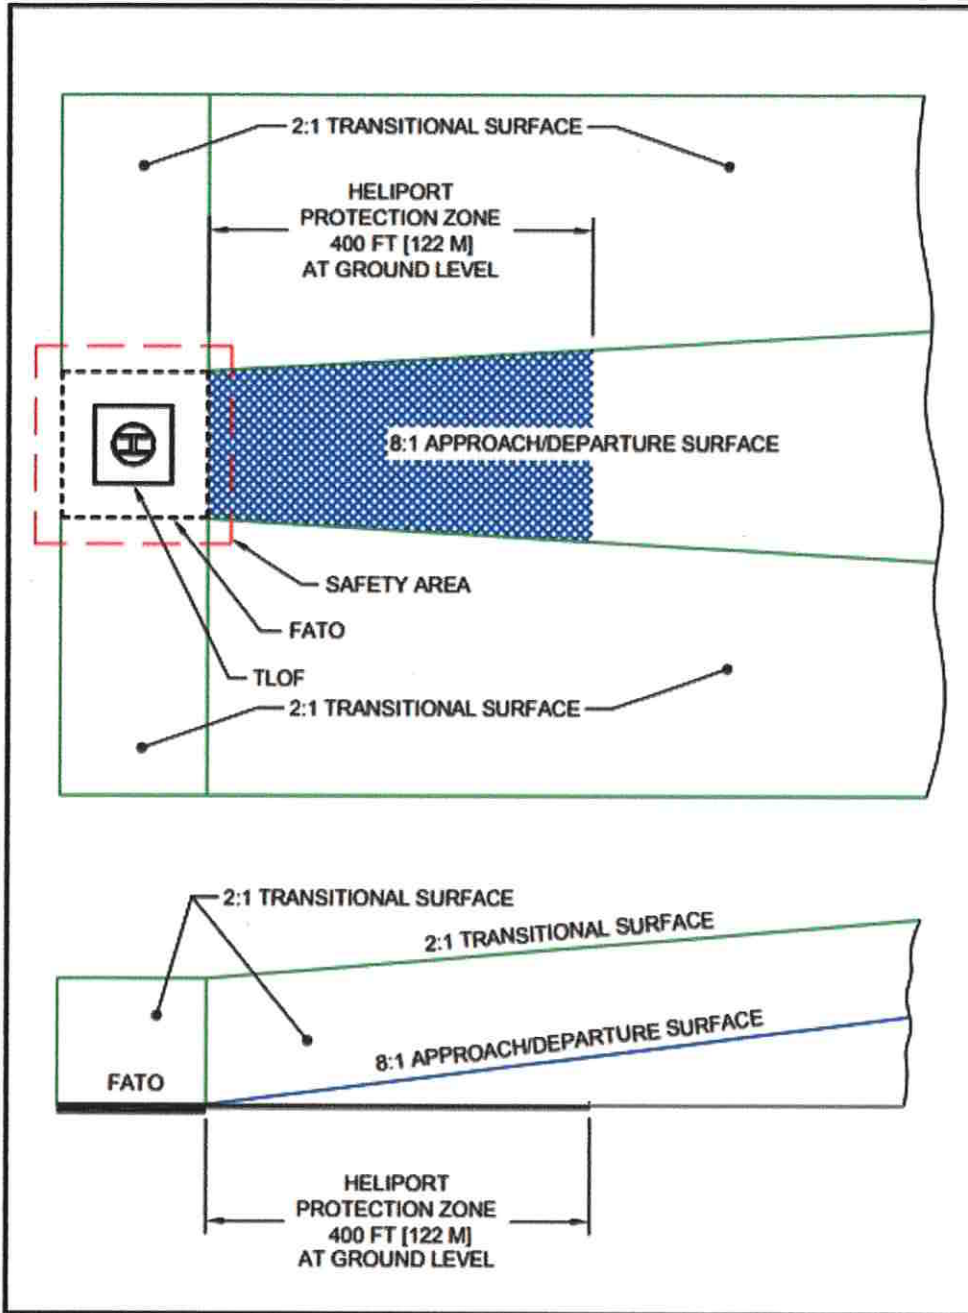 2:1 TRANSITIONAL SURFACE
HELIPORT
PROTECTION ZONE
400 FT [122 M]
AT GROUND LEVEL
8:1 APPROACH/DEPARTURE SURFACE
H
SAFETY AREA
FATO
TLOF
2:1 TRANSITIONAL SURFACE
2:1 TRANSITIONAL SURFACE
2:1 TRANSITIONAL SURFACE
8:1 APPROACH/DEPARTURE SURFACE
FATO
HELIPORT
PROTECTION ZONE
400 FT [122 M]
AT GROUND LEVEL